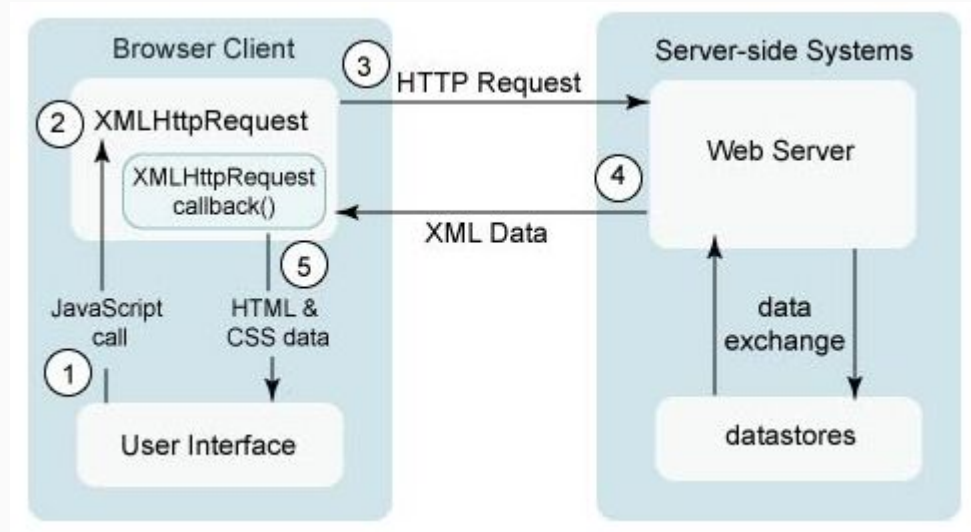 Browser Client
Server-side Systems
3
HTTP Request
2
XMLHttpRequest
Web Server
XMLHttpRequest
callback()
4
XML Data
5
JavaScript
call
HTML &
CSS data
data
exchange
1
User Interface
datastores